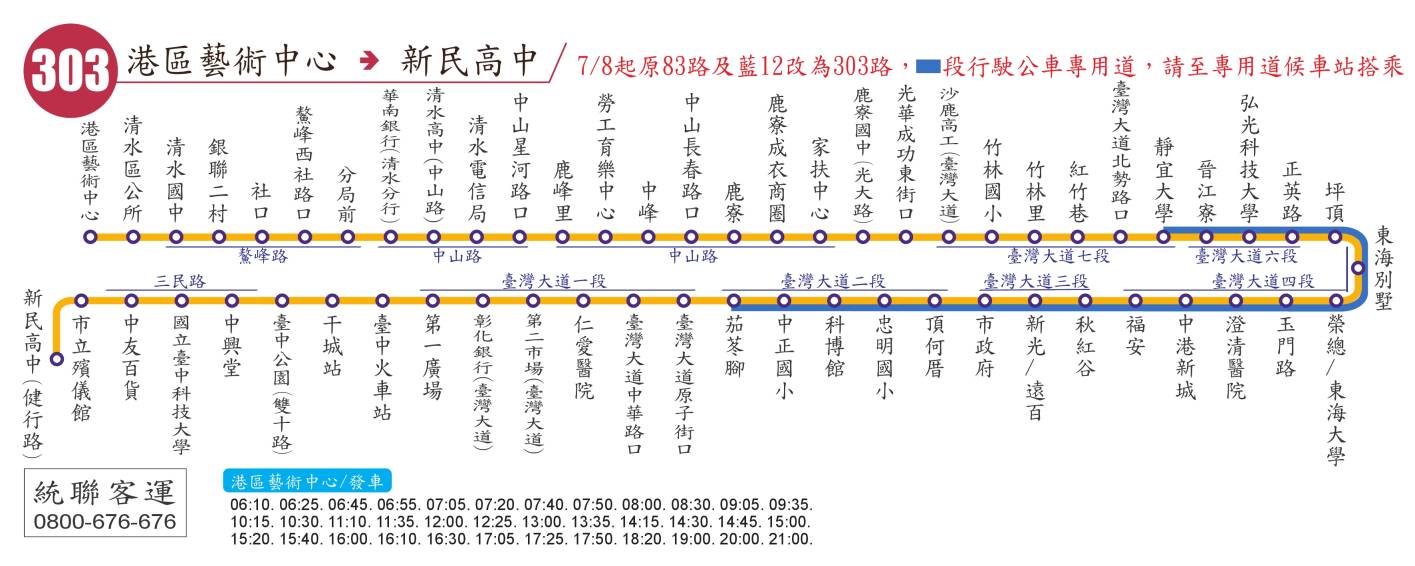 303 港區藝術中心 → 新民高中
7/8起原83路及藍12改為303路，段行駛公車專用道，請至專用道候車站搭乘
港區藝術中心
清水區公所
清水國中
銀聯二村
社口
鰲峰西社路口
分局前
華南銀行(清水分行)
清水高中(中山路)
清水電信局
中山星河路口
鹿峰里
勞工育樂中心
中峰
中山長春路口
鹿寮
鹿寮成衣商圈
家扶中心
鹿寮國中(光大路)
光華成功東街口
沙鹿高工(臺灣大道)
竹林國小
竹林里
紅竹巷
臺灣大道北勢路口
靜宜大學
晉江寮
弘光科技大學
正英路
坪頂
東海別墅
鰲峰路
中山路
中山路
臺灣大道七段
臺灣大道六段
三民路
臺灣大道一段
臺灣大道二段
臺灣大道三段
臺灣大道四段
新民高中(健行路)
市立殯儀館
中友百貨
國立臺中科技大學
中興堂
臺中公園(雙十路)
干城站
臺中火車站
第一廣場
彰化銀行(臺灣大道)
第二市場(臺灣大道)
仁愛醫院
臺灣大道中華路口
臺灣大道原子街口
茄苳腳
中正國小
科博館
忠明國小
頂何厝
市政府
新光/遠百
秋紅谷
福安
中港新城
澄清醫院
玉門路
榮總/東海大學
統聯客運
0800-676-676
港區藝術中心/發車
06:10. 06:25. 06:45. 06:55. 07:05. 07:20. 07:40. 07:50. 08:00. 08:30. 09:05. 09:35.
10:15. 10:30. 11:10. 11:35. 12:00. 12:25. 13:00. 13:35. 14:15. 14:30. 14:45. 15:00.
15:20. 15:40. 16:00. 16:10. 16:30. 17:05. 17:25. 17:50. 18:20. 19:00. 20:00. 21:00.